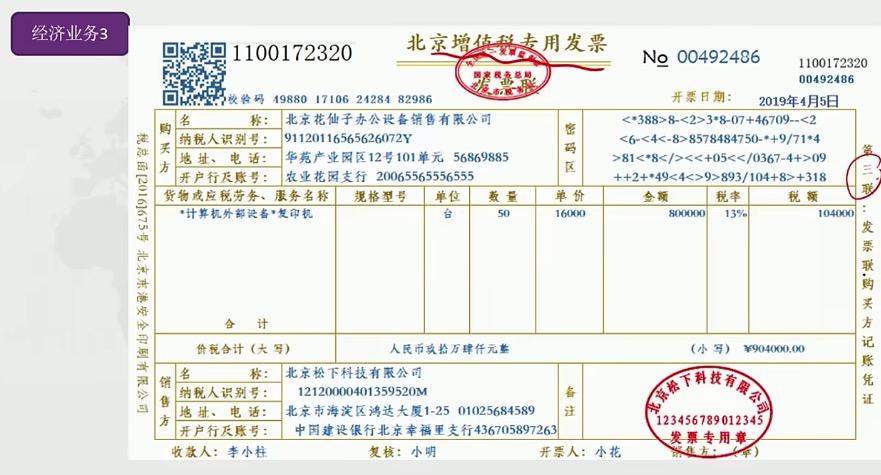 经济业务3
1100172320
北京增值税专用发票
国家税务总局
发票联
No 00492486
1100172320
00492486
校验码 49880 17106 24284 82986
开票日期: 2019年4月5日
购买方
名 称: 北京花仙子办公设备销售有限公司
纳税人识别号: 91120116565626072Y
地址、电话: 华苑产业园区12号101单元 56869885
开户行及账号: 农业花园支行 20065565556555
密码区
<*388>8-<2>3*8-07+46709--<2
<6-<4<-8>8578484750-*+9/71*4
>81<*8</><<+05<</0367-4+>09
++2+*49<4<>9>893/104+8>+318
货物或应税劳务、服务名称 规格型号 单位 数量 单价 金额 税率 税额
*计算机外部设备*复印机 台 50 16000 800000 13% 104000
合 计
价税合计（大写） 人民币玖拾万肆仟元整 （小写） ¥904000.00
销售方
名 称: 北京松下科技有限公司
纳税人识别号: 12120000401359520M
地址、电话: 北京市海淀区鸿达大厦1-25 01025684589
开户行及账号: 中国建设银行北京幸福里支行436705897263
备注
北京松下科技有限公司
123456789012345
发票专用章
收款人: 李小柱 复核: 小明 开票人: 小花 销售方: （章）
税总函[2016]675号 北京东港安全印刷有限公司
第三联:发票联:购买方记账凭证